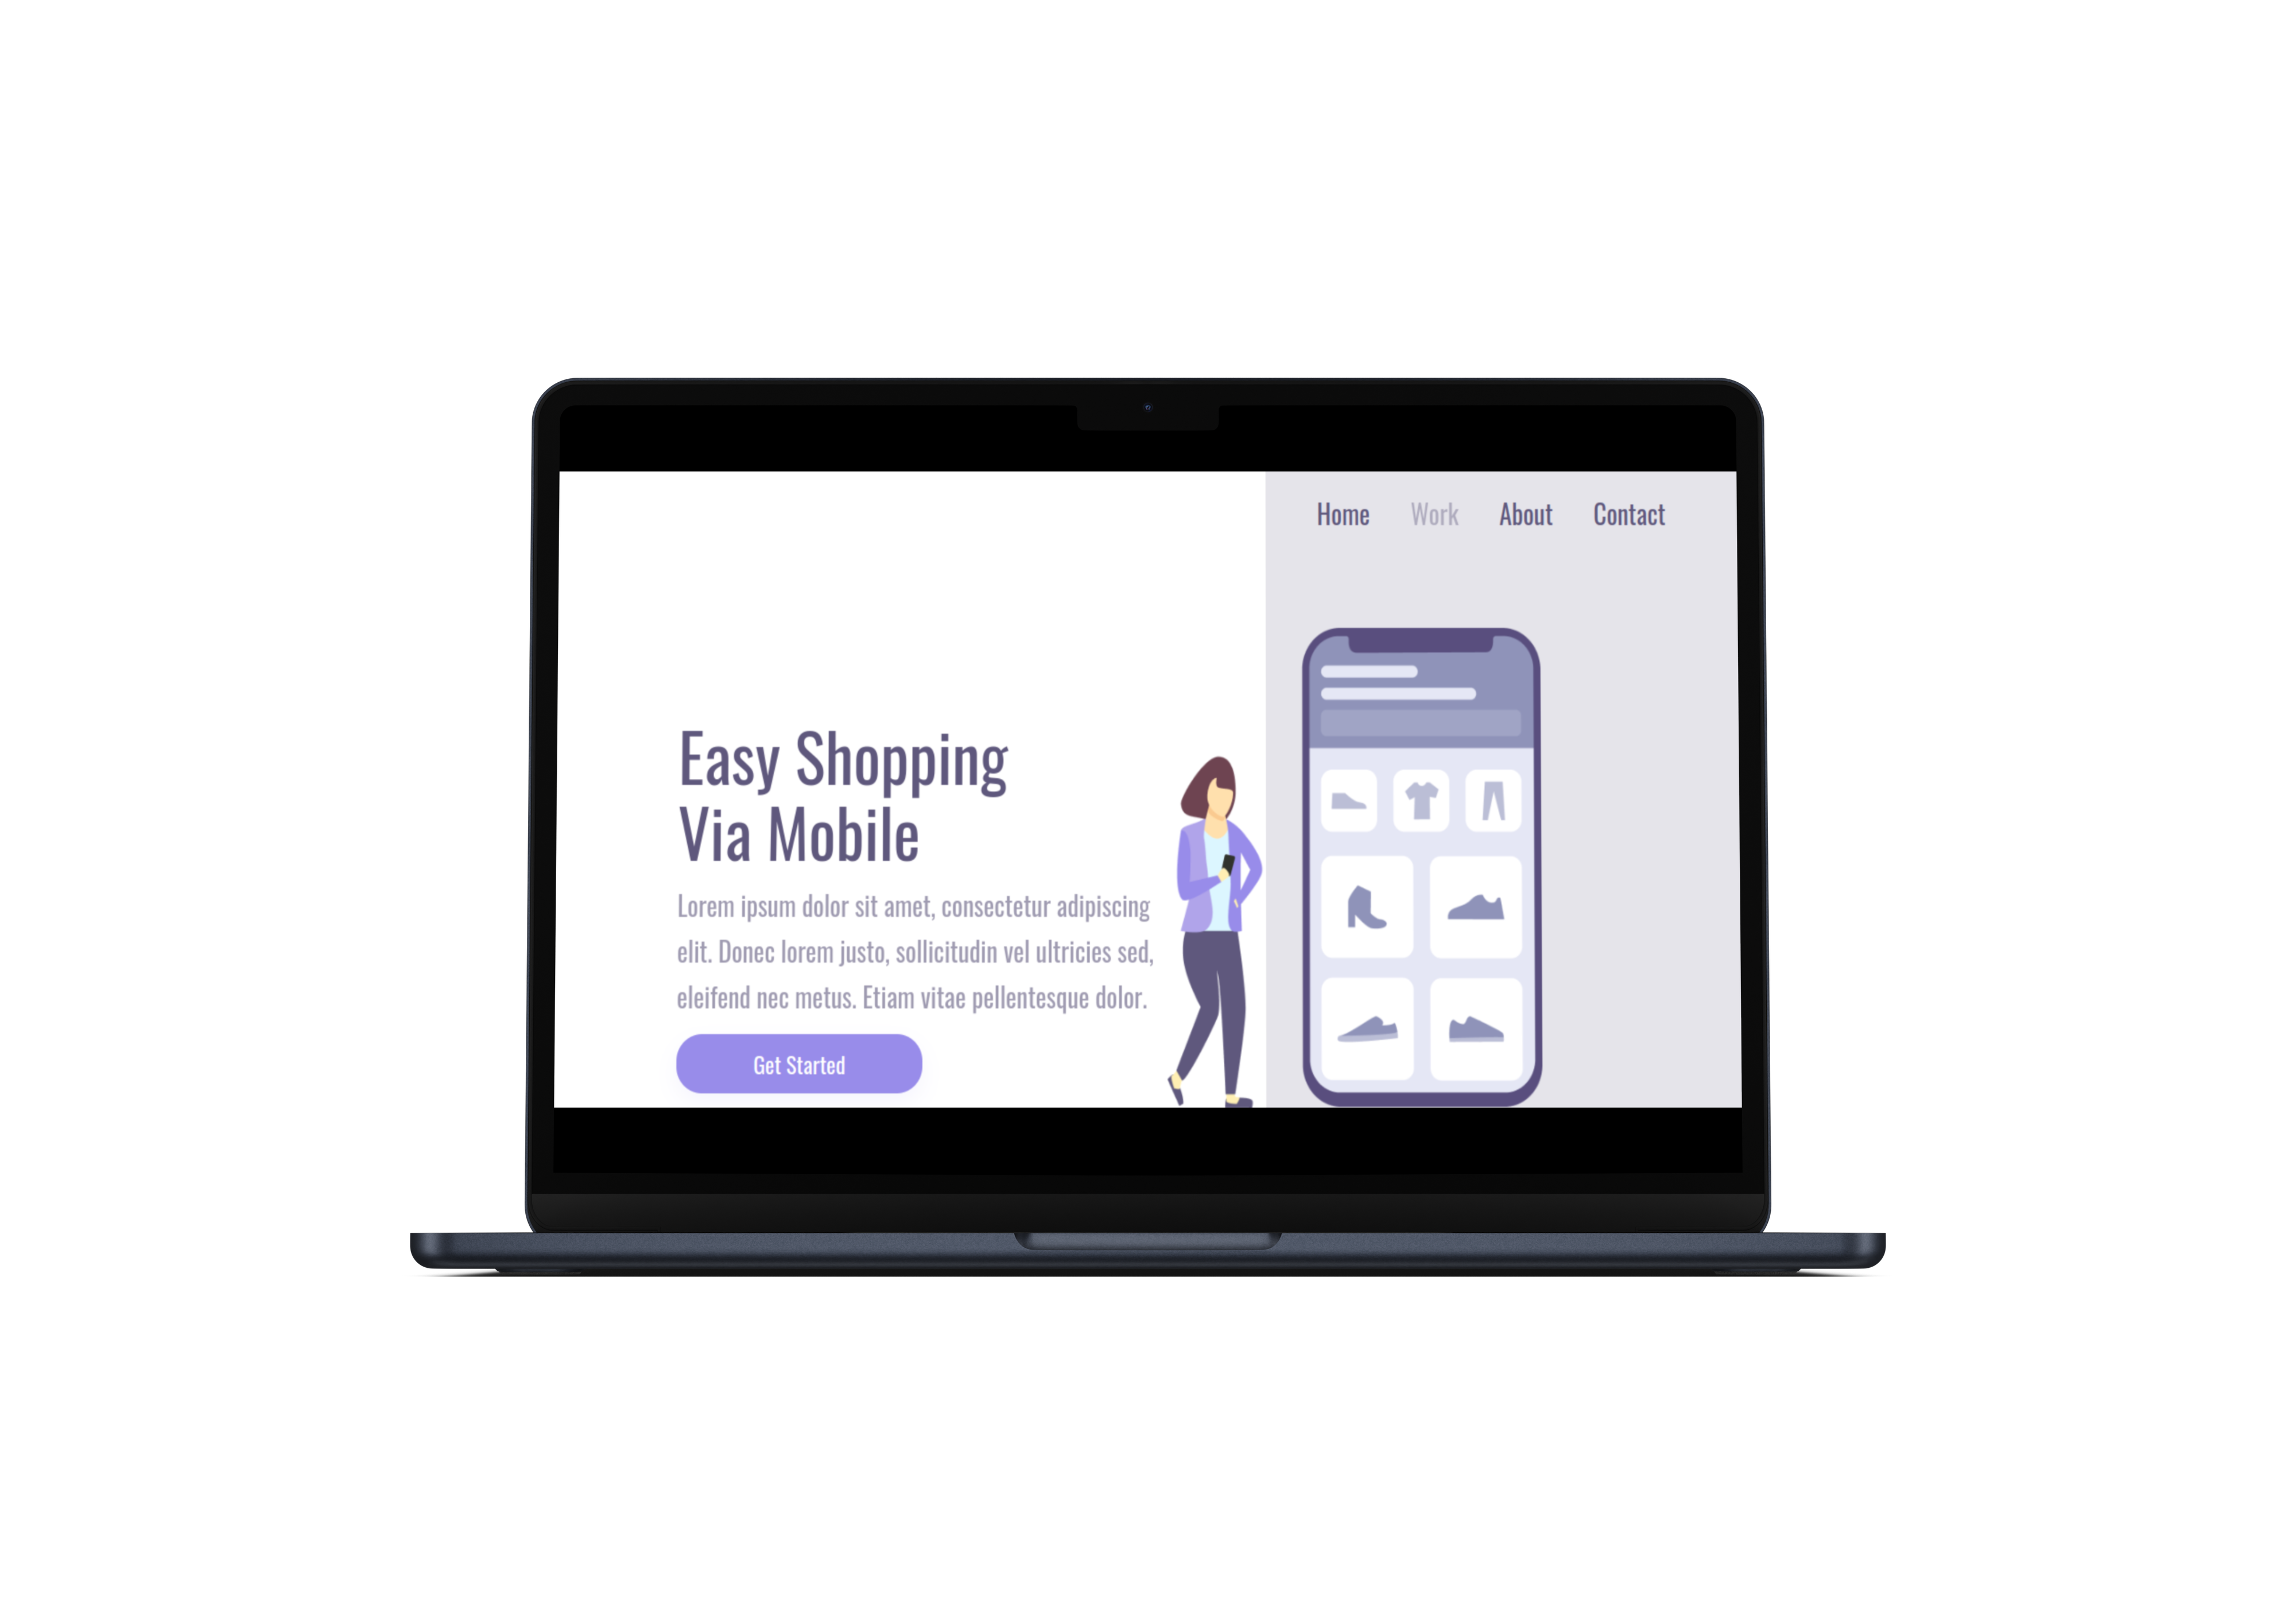 Home Work About Contact
Easy Shopping
Via Mobile
Lorem ipsum dolor sit amet, consectetur adipiscing
elit. Donec lorem justo, sollicitudin vel ultricies sed,
eleifend nec metus. Etiam vitae pellentesque dolor.
Get Started